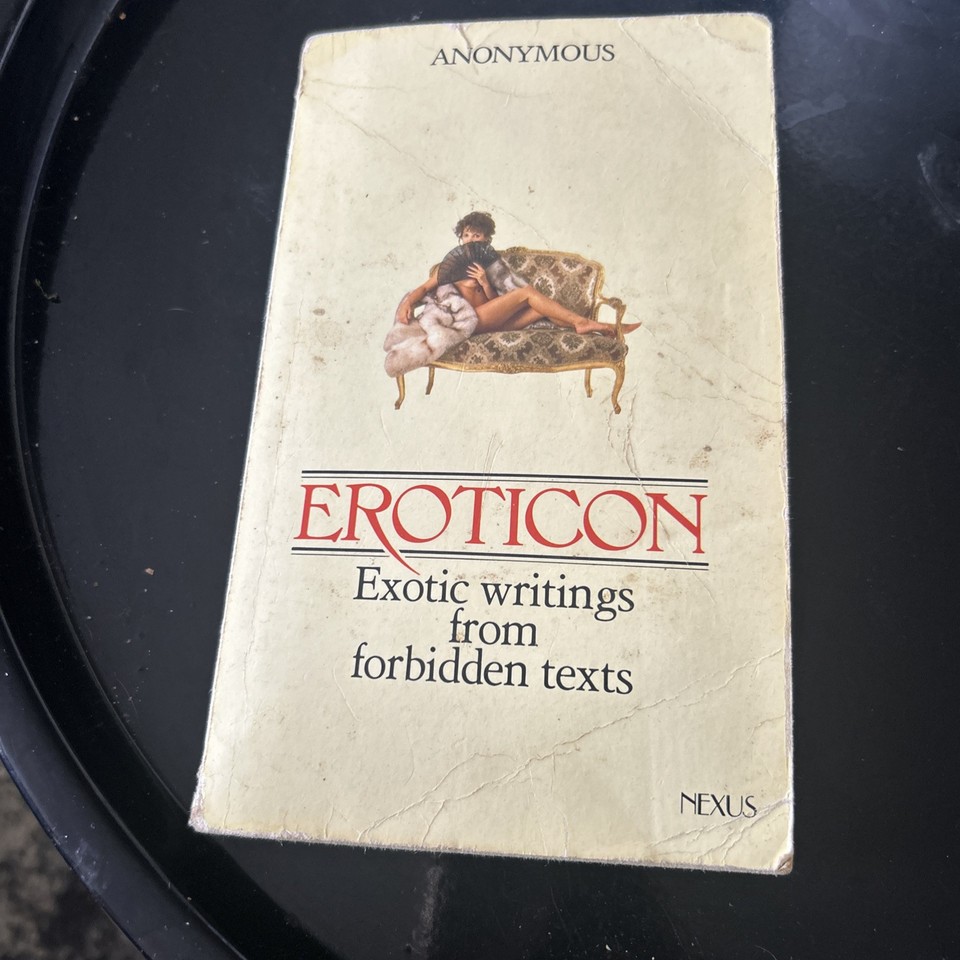 ANONYMOUS
EROTICON
Exotic writings
from
forbidden texts
NEXUS